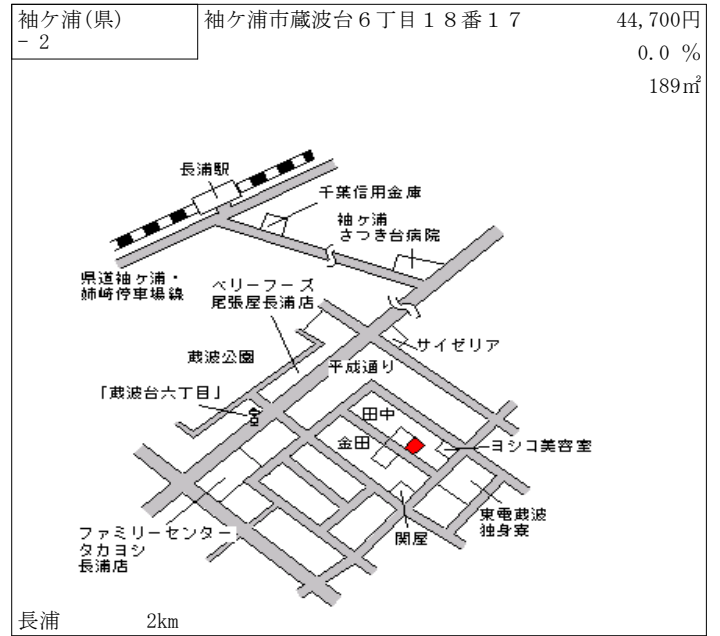 袖ケ浦(県)
- 2
袖ケ浦市蔵波台６丁目１８番１７
44,700円
0.0 %
189㎡
長浦駅
千葉信用金庫
袖ヶ浦
さつき台病院
県道袖ヶ浦・
姉崎停車場線
ベリーフーズ
尾張屋長浦店
サイゼリア
蔵波公園
平成通り
「蔵波台六丁目」
田中
金田
ヨシコ美容室
東電蔵波
独身寮
関屋
ファミリーセンター
タカヨシ
長浦店
長浦 2km